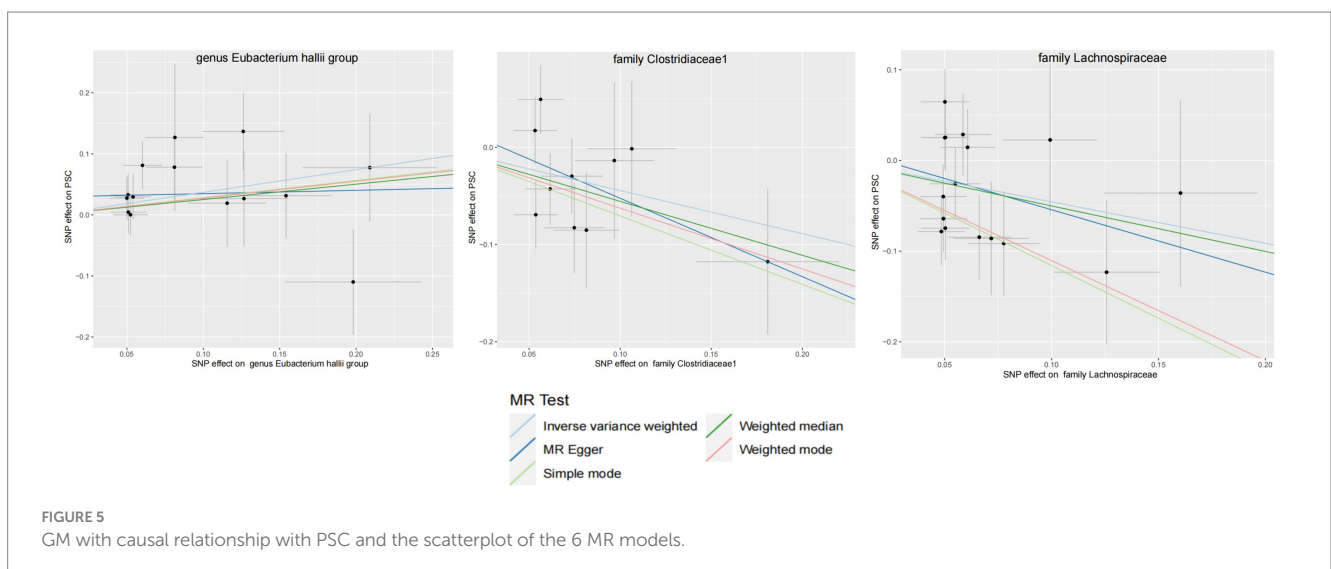 genus Eubacterium hallii group
0.2
0.1
0.0
−0.1
−0.2
SNP effect on PSC
0.05
0.10
0.15
0.20
0.25
SNP effect on genus Eubacterium hallii group
family Clostridiaceae1
0.0
−0.1
−0.2
SNP effect on PSC
0.05
0.10
0.15
0.20
SNP effect on family Clostridiaceae1
family Lachnospiraceae
0.1
0.0
−0.1
−0.2
SNP effect on PSC
0.05
0.10
0.15
0.20
SNP effect on family Lachnospiraceae
MR Test
Inverse variance weighted
MR Egger
Simple mode
Weighted median
Weighted mode
FIGURE 5
GM with causal relationship with PSC and the scatterplot of the 6 MR models.